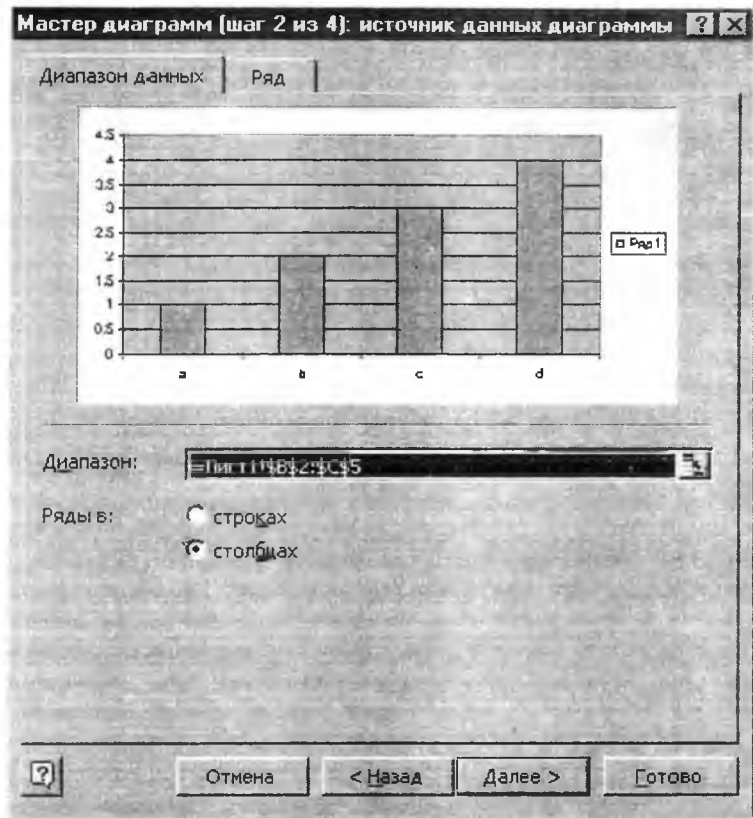 Мастер диаграмм (шаг 2 из 4): источник данных диаграммы
Диапазон данных Ряд
4.5
4
3.5
3
2.5
2
1.5
1
0.5
0
a b c d
Ряд1
Диапазон:
=Лист1!$B$2:$C$5
Ряды в:
строках
столбцах
Отмена < Назад Далее > Готово